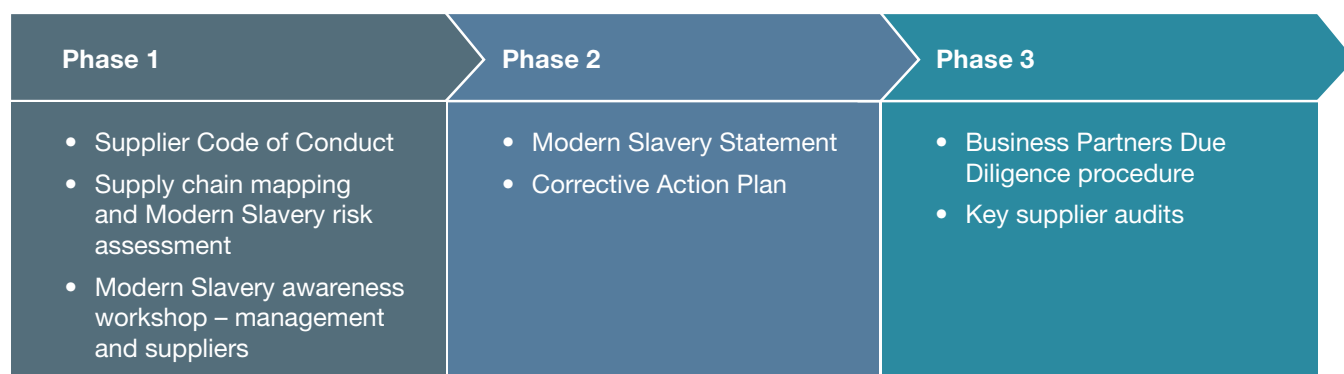 Phase 1
• Supplier Code of Conduct
• Supply chain mapping
and Modern Slavery risk
assessment
• Modern Slavery awareness
workshop – management
and suppliers
Phase 2
• Modern Slavery Statement
• Corrective Action Plan
Phase 3
• Business Partners Due
Diligence procedure
• Key supplier audits